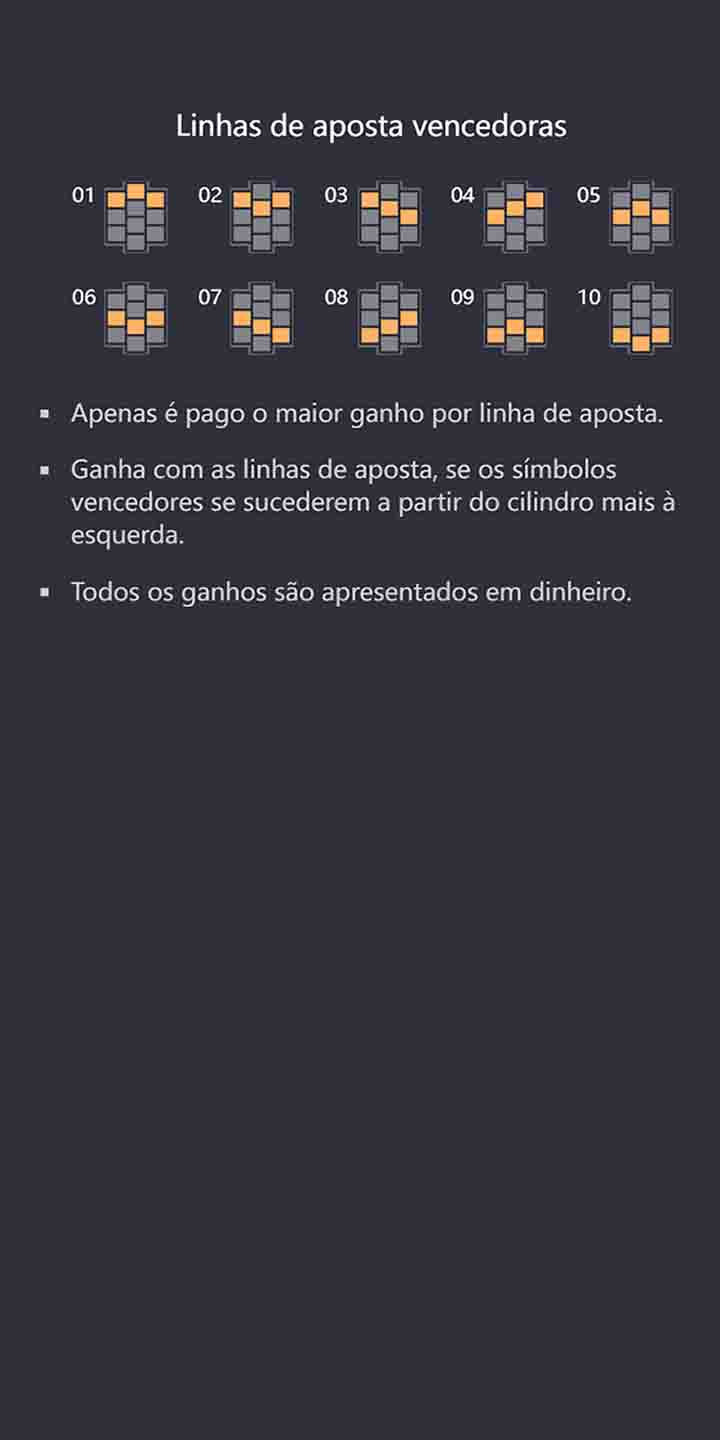 Linhas de aposta vencedoras
01 02 03 04 05
06 07 08 09 10
Apenas é pago o maior ganho por linha de aposta.
Ganha com as linhas de aposta, se os símbolos
vencedores se sucederem a partir do cilindro mais à
esquerda.
Todos os ganhos são apresentados em dinheiro.